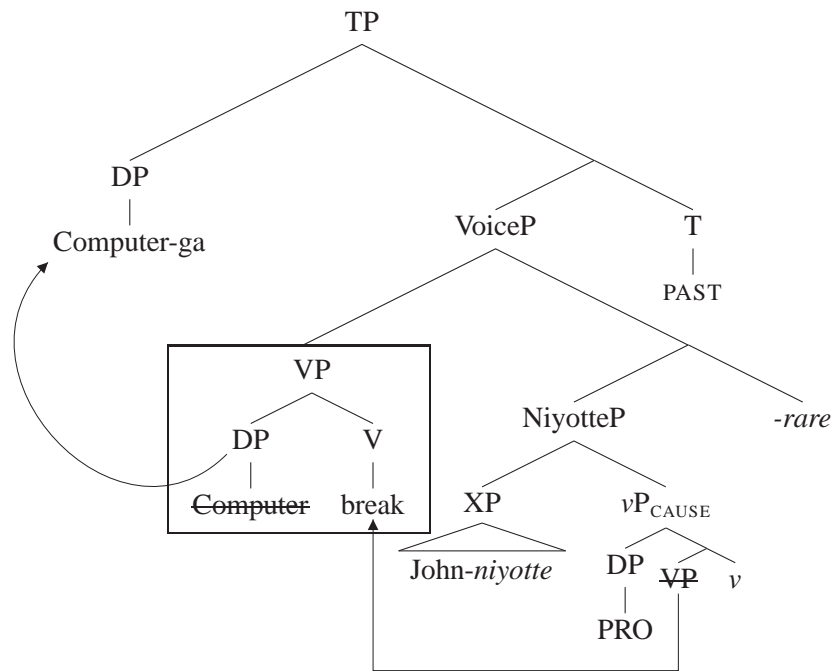 TP
DP
Computer-ga
VoiceP
T
PAST
VP
NiyotteP
-rare
DP
V
Computer
break
XP
vPCAUSE
John-niyotte
DP
VP
v
PRO